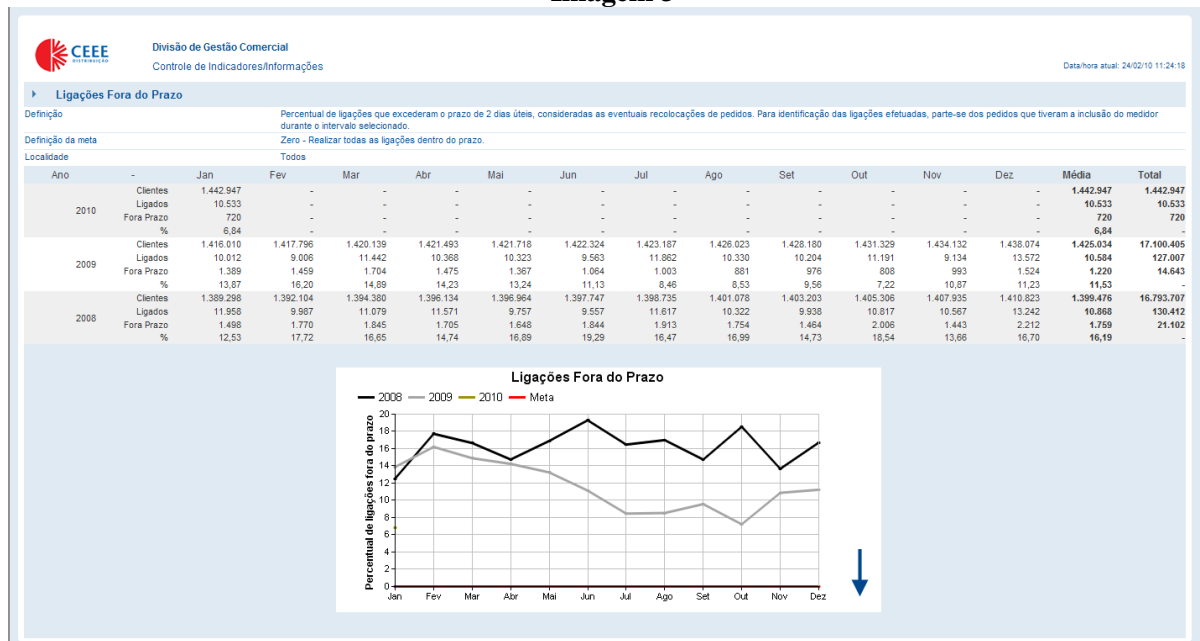 Imagem 3
CEEE
DISTRIBUIÇÃO
Divisão de Gestão Comercial
Controle de Indicadores/Informações
Data/hora atual: 24/02/10 11:24:18
Ligações Fora do Prazo
Definição Percentual de ligações que excederam o prazo de 2 dias úteis, consideradas as eventuais recolocações de pedidos. Para identificação das ligações efetuadas, parte-se dos pedidos que tiveram a inclusão do medidor
durante o intervalo selecionado.
Definição da meta Zero - Realizar todas as ligações dentro do prazo.
Localidade Todos
Ano - Jan Fev Mar Abr Mai Jun Jul Ago Set Out Nov Dez Média Total
2010
Clientes 1.442.947 - - - - - - - - - - - 1.442.947 1.442.947
Ligados 10.533 - - - - - - - - - - - 10.533 10.533
Fora Prazo 720 - - - - - - - - - - - 720 720
% 6,84 - - - - - - - - - - - 6,84 -
2009
Clientes 1.416.010 1.417.796 1.420.139 1.421.493 1.421.718 1.422.324 1.423.187 1.426.023 1.428.180 1.431.329 1.434.132 1.438.074 1.425.034 17.100.405
Ligados 10.012 9.006 11.442 10.368 10.323 9.563 11.862 10.330 10.204 11.191 9.134 13.572 10.584 127.007
Fora Prazo 1.389 1.459 1.704 1.475 1.367 1.064 1.003 881 976 808 993 1.524 1.220 14.643
% 13,87 16,20 14,89 14,23 13,24 11,13 8,46 8,53 9,56 7,22 10,87 11,23 11,53 -
2008
Clientes 1.389.298 1.392.104 1.394.380 1.396.134 1.396.964 1.397.747 1.398.735 1.401.078 1.403.203 1.405.306 1.407.935 1.410.823 1.399.476 16.793.707
Ligados 11.958 9.987 11.079 11.571 9.757 9.557 11.617 10.322 9.938 10.817 10.567 13.242 10.868 130.412
Fora Prazo 1.498 1.770 1.845 1.705 1.648 1.844 1.913 1.754 1.464 2.006 1.443 2.212 1.759 21.102
% 12,53 17,72 16,65 14,74 16,89 19,29 16,47 16,99 14,73 18,54 13,66 16,70 16,19 -
Ligações Fora do Prazo
2008 2009 2010 Meta
Percentual de ligações fora do prazo
20
18
16
14
12
10
8
6
4
2
0
Jan Fev Mar Abr Mai Jun Jul Ago Set Out Nov Dez